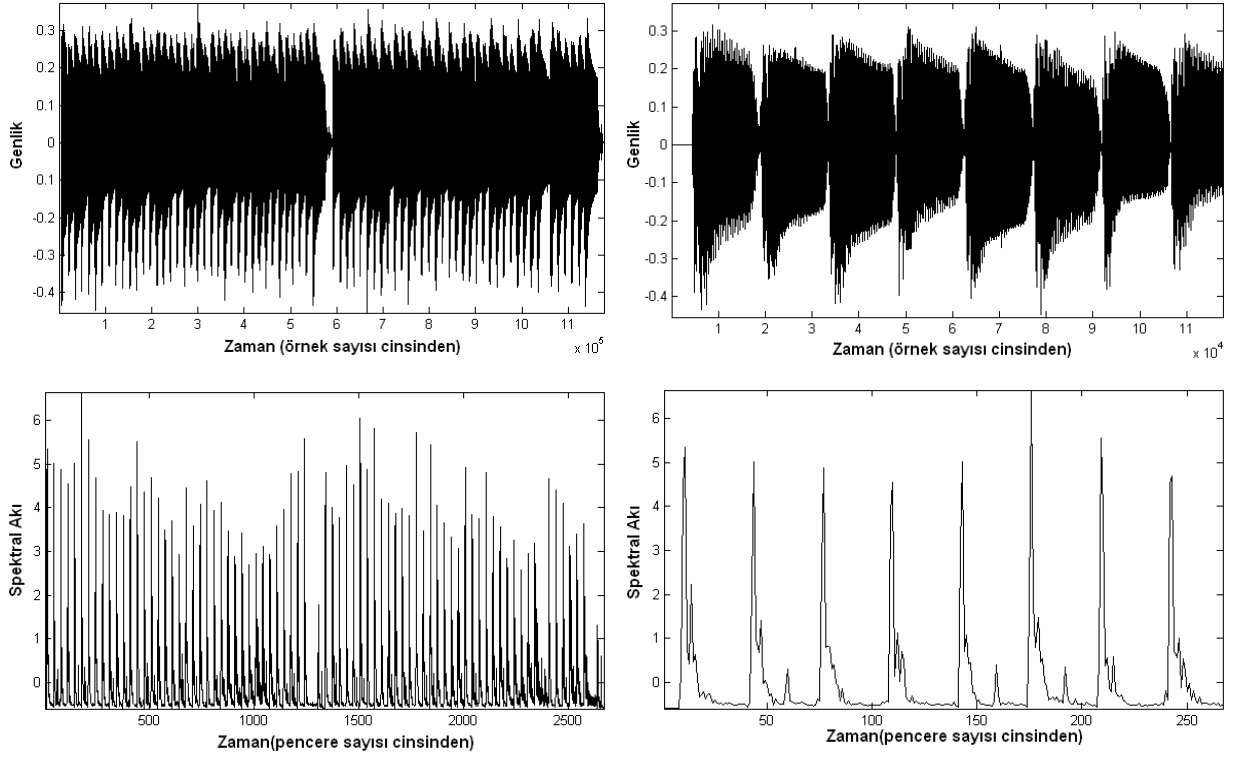 0.3
0.2
0.1
0
0.1
-0.2
-0.3
-0.4
Genlik
1 2 3 4 5 6 7 8 9 10 11
Zaman (örnek sayısı cinsinden)
x 10^5
0.3
0.2
0.1
0
-0.1
-0.2
-0.3
-0.4
Genlik
1 2 3 4 5 6 7 8 9 10 11
Zaman (örnek sayısı cinsinden)
x 10^4
6
5
4
3
2
1
0
Spektral Akı
500 1000 1500 2000 2500
Zaman(pencere sayısı cinsinden)
6
5
4
3
2
1
0
Spektral Akı
50 100 150 200 250
Zaman(pencere sayısı cinsinden)